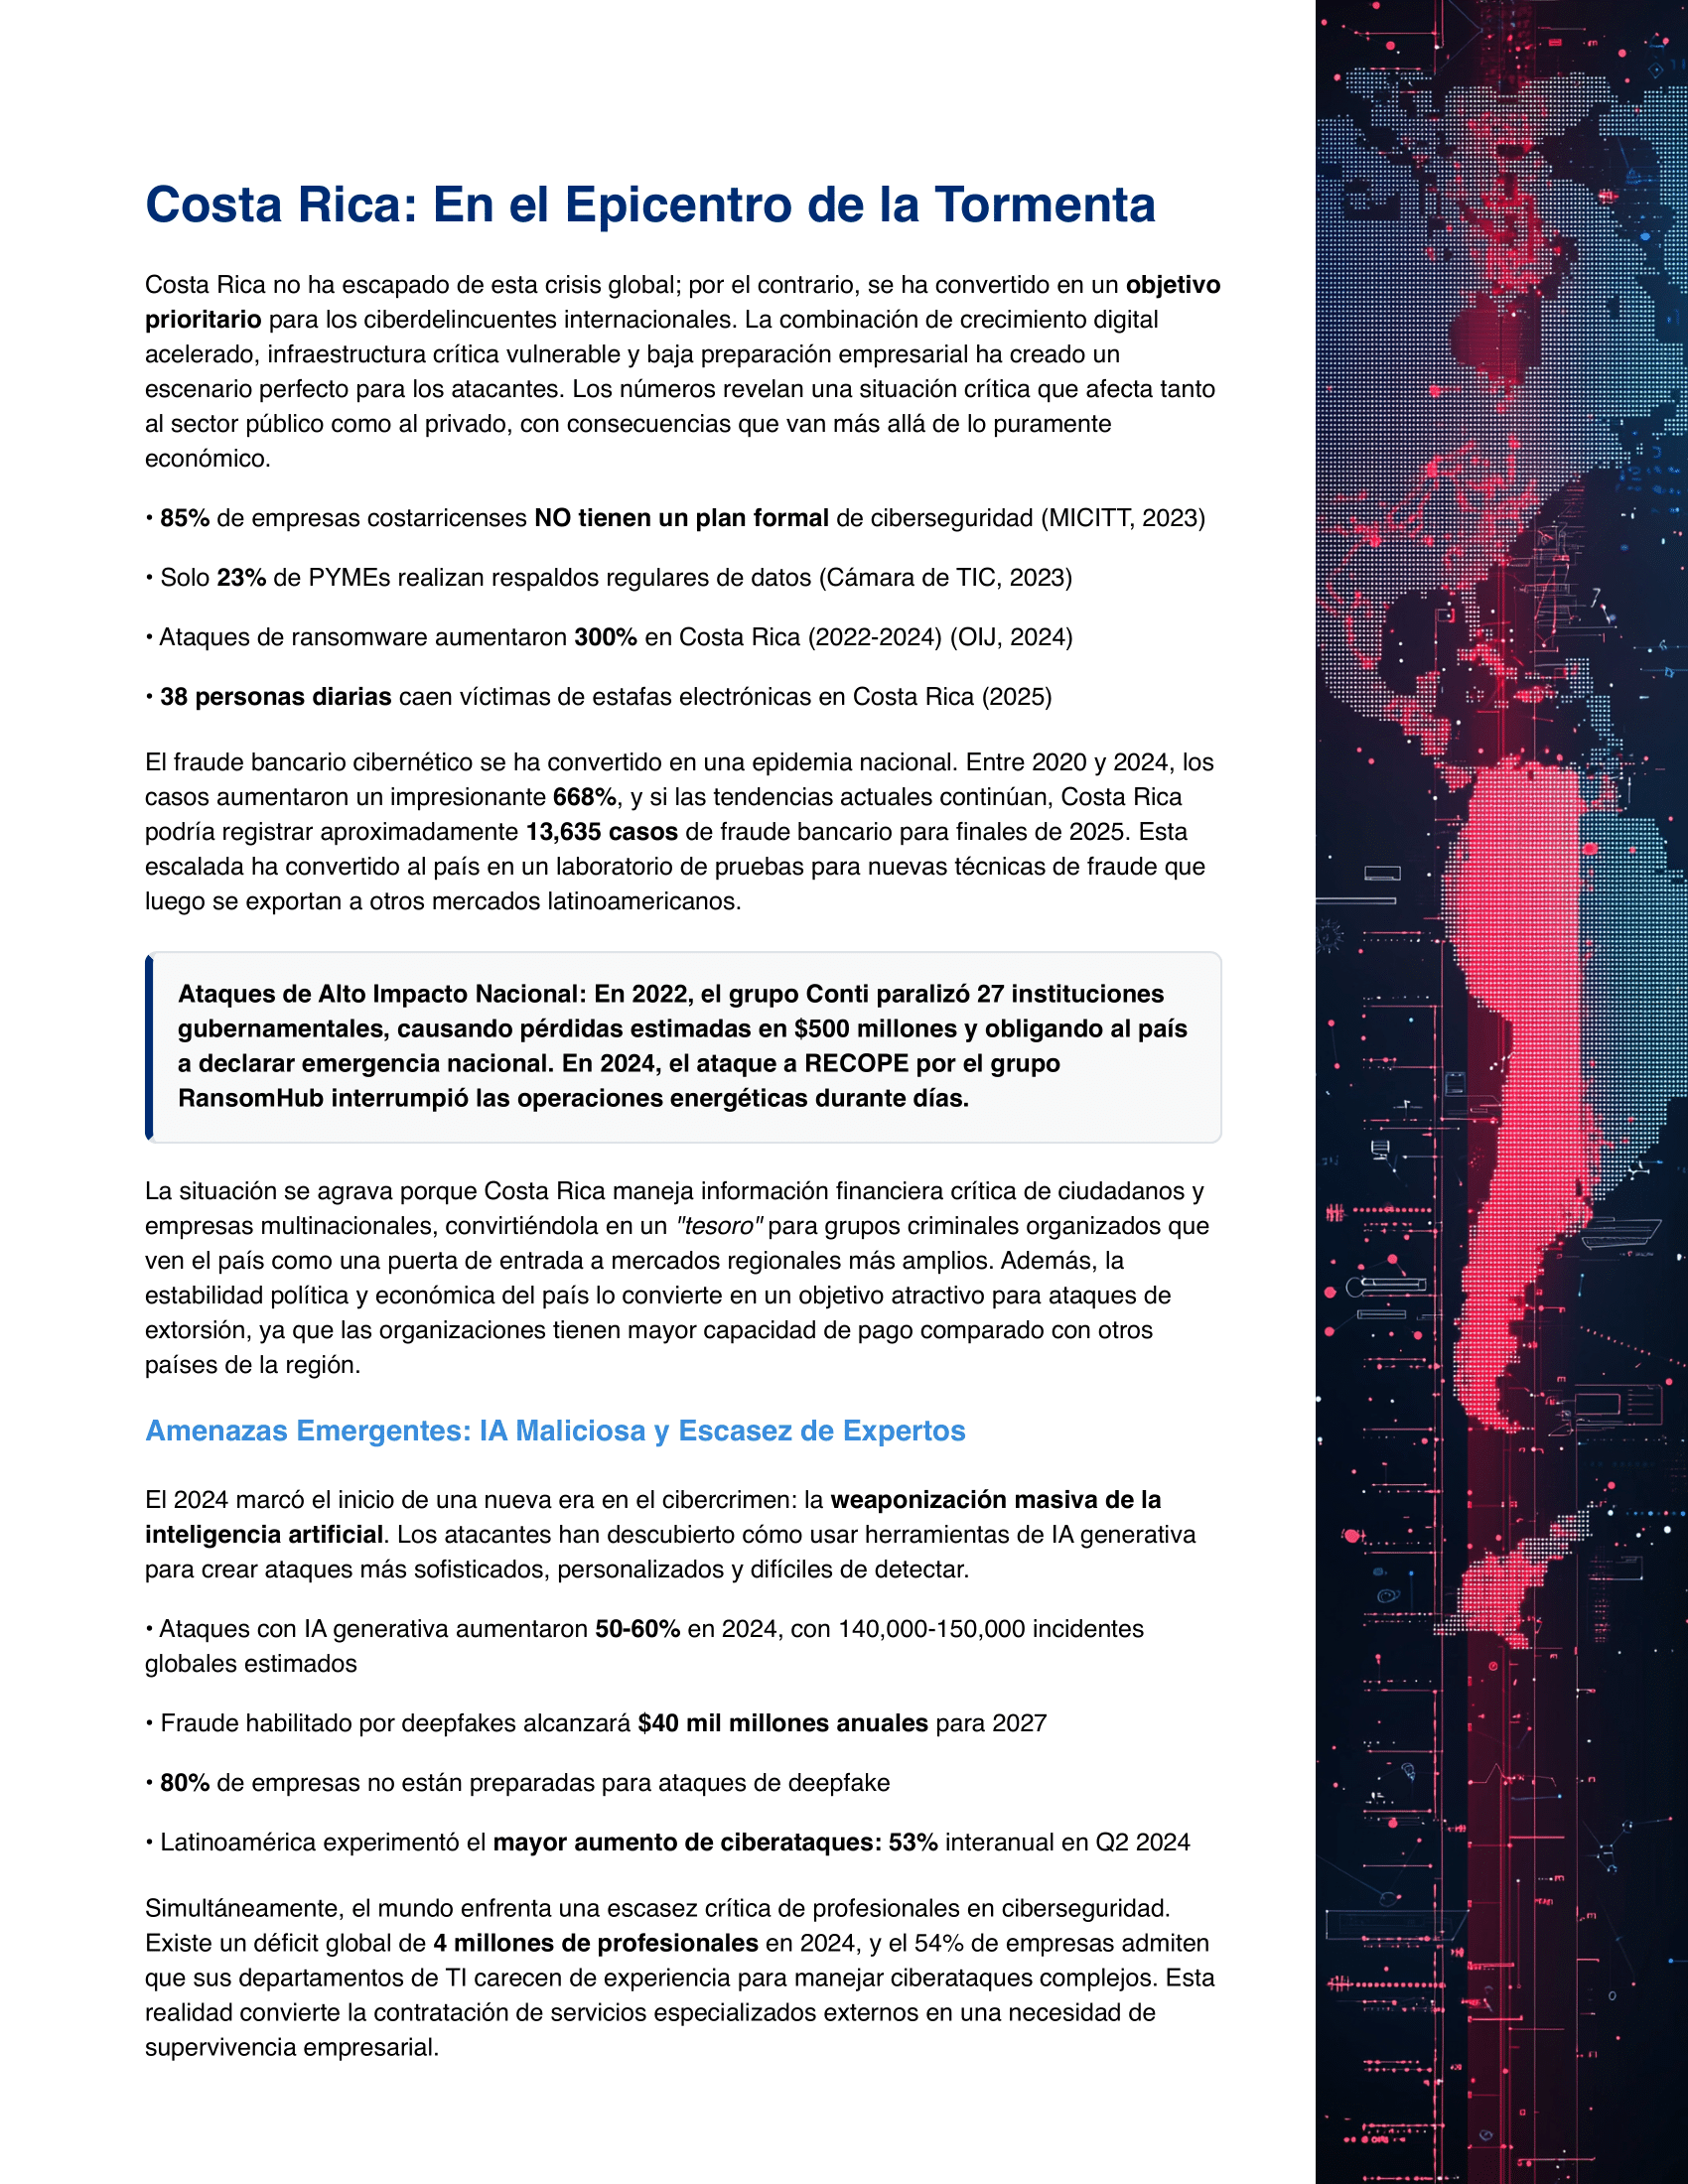 Costa Rica: En el Epicentro de la Tormenta
Costa Rica no ha escapado de esta crisis global; por el contrario, se ha convertido en un objetivo
prioritario para los ciberdelincuentes internacionales. La combinación de crecimiento digital
acelerado, infraestructura crítica vulnerable y baja preparación empresarial ha creado un
escenario perfecto para los atacantes. Los números revelan una situación crítica que afecta tanto
al sector público como al privado, con consecuencias que van más allá de lo puramente
económico.
• 85% de empresas costarricenses NO tienen un plan formal de ciberseguridad (MICITT, 2023)
• Solo 23% de PYMEs realizan respaldos regulares de datos (Cámara de TIC, 2023)
• Ataques de ransomware aumentaron 300% en Costa Rica (2022-2024) (OIJ, 2024)
• 38 personas diarias caen víctimas de estafas electrónicas en Costa Rica (2025)
El fraude bancario cibernético se ha convertido en una epidemia nacional. Entre 2020 y 2024, los
casos aumentaron un impresionante 668%, y si las tendencias actuales continúan, Costa Rica
podría registrar aproximadamente 13,635 casos de fraude bancario para finales de 2025. Esta
escalada ha convertido al país en un laboratorio de pruebas para nuevas técnicas de fraude que
luego se exportan a otros mercados latinoamericanos.
Ataques de Alto Impacto Nacional: En 2022, el grupo Conti paralizó 27 instituciones
gubernamentales, causando pérdidas estimadas en $500 millones y obligando al país
a declarar emergencia nacional. En 2024, el ataque a RECOPE por el grupo
RansomHub interrumpió las operaciones energéticas durante días.
La situación se agrava porque Costa Rica maneja información financiera crítica de ciudadanos y
empresas multinacionales, convirtiéndola en un "tesoro" para grupos criminales organizados que
ven el país como una puerta de entrada a mercados regionales más amplios. Además, la
estabilidad política y económica del país lo convierte en un objetivo atractivo para ataques de
extorsión, ya que las organizaciones tienen mayor capacidad de pago comparado con otros
países de la región.
Amenazas Emergentes: IA Maliciosa y Escasez de Expertos
El 2024 marcó el inicio de una nueva era en el cibercrimen: la weaponización masiva de la
inteligencia artificial. Los atacantes han descubierto cómo usar herramientas de IA generativa
para crear ataques más sofisticados, personalizados y difíciles de detectar.
• Ataques con IA generativa aumentaron 50-60% en 2024, con 140,000-150,000 incidentes
globales estimados
• Fraude habilitado por deepfakes alcanzará $40 mil millones anuales para 2027
• 80% de empresas no están preparadas para ataques de deepfake
• Latinoamérica experimentó el mayor aumento de ciberataques: 53% interanual en Q2 2024
Simultáneamente, el mundo enfrenta una escasez crítica de profesionales en ciberseguridad.
Existe un déficit global de 4 millones de profesionales en 2024, y el 54% de empresas admiten
que sus departamentos de TI carecen de experiencia para manejar ciberataques complejos. Esta
realidad convierte la contratación de servicios especializados externos en una necesidad de
supervivencia empresarial.